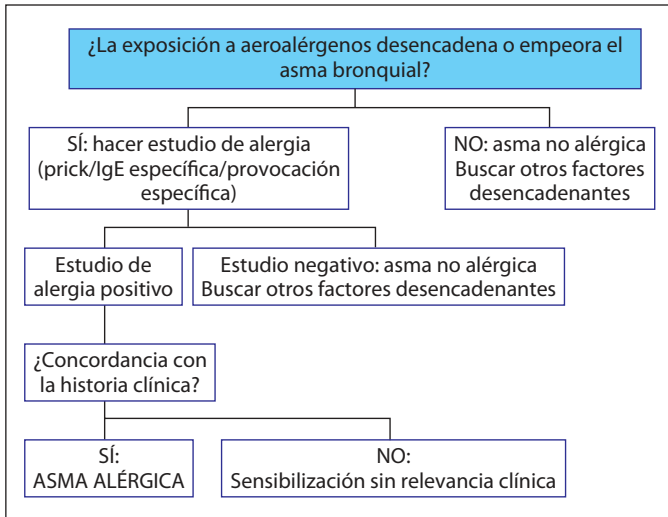 ¿La exposición a aeroalérgenos desencadena o empeora el
asma bronquial?
SÍ: hacer estudio de alergia
(prick/IgE específica/provocación
específica)
NO: asma no alérgica
Buscar otros factores
desencadenantes
Estudio de
alergia positivo
Estudio negativo: asma no alérgica
Buscar otros factores desencadenantes
¿Concordancia con
la historia clínica?
SÍ:
ASMA ALÉRGICA
NO:
Sensibilización sin relevancia clínica